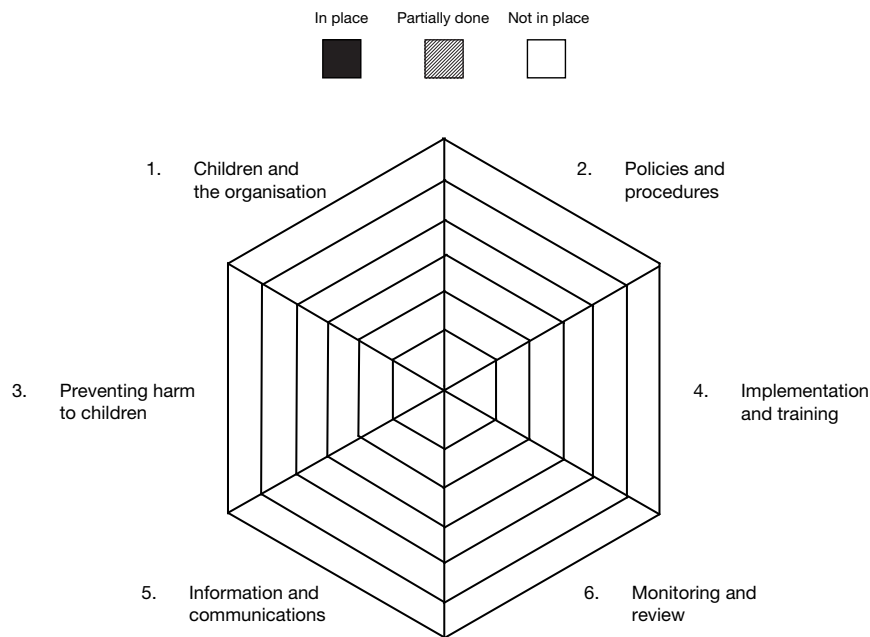 In place Partially done Not in place
1. Children and
the organisation
2. Policies and
procedures
3. Preventing harm
to children
4. Implementation
and training
5. Information and
communications
6. Monitoring and
review